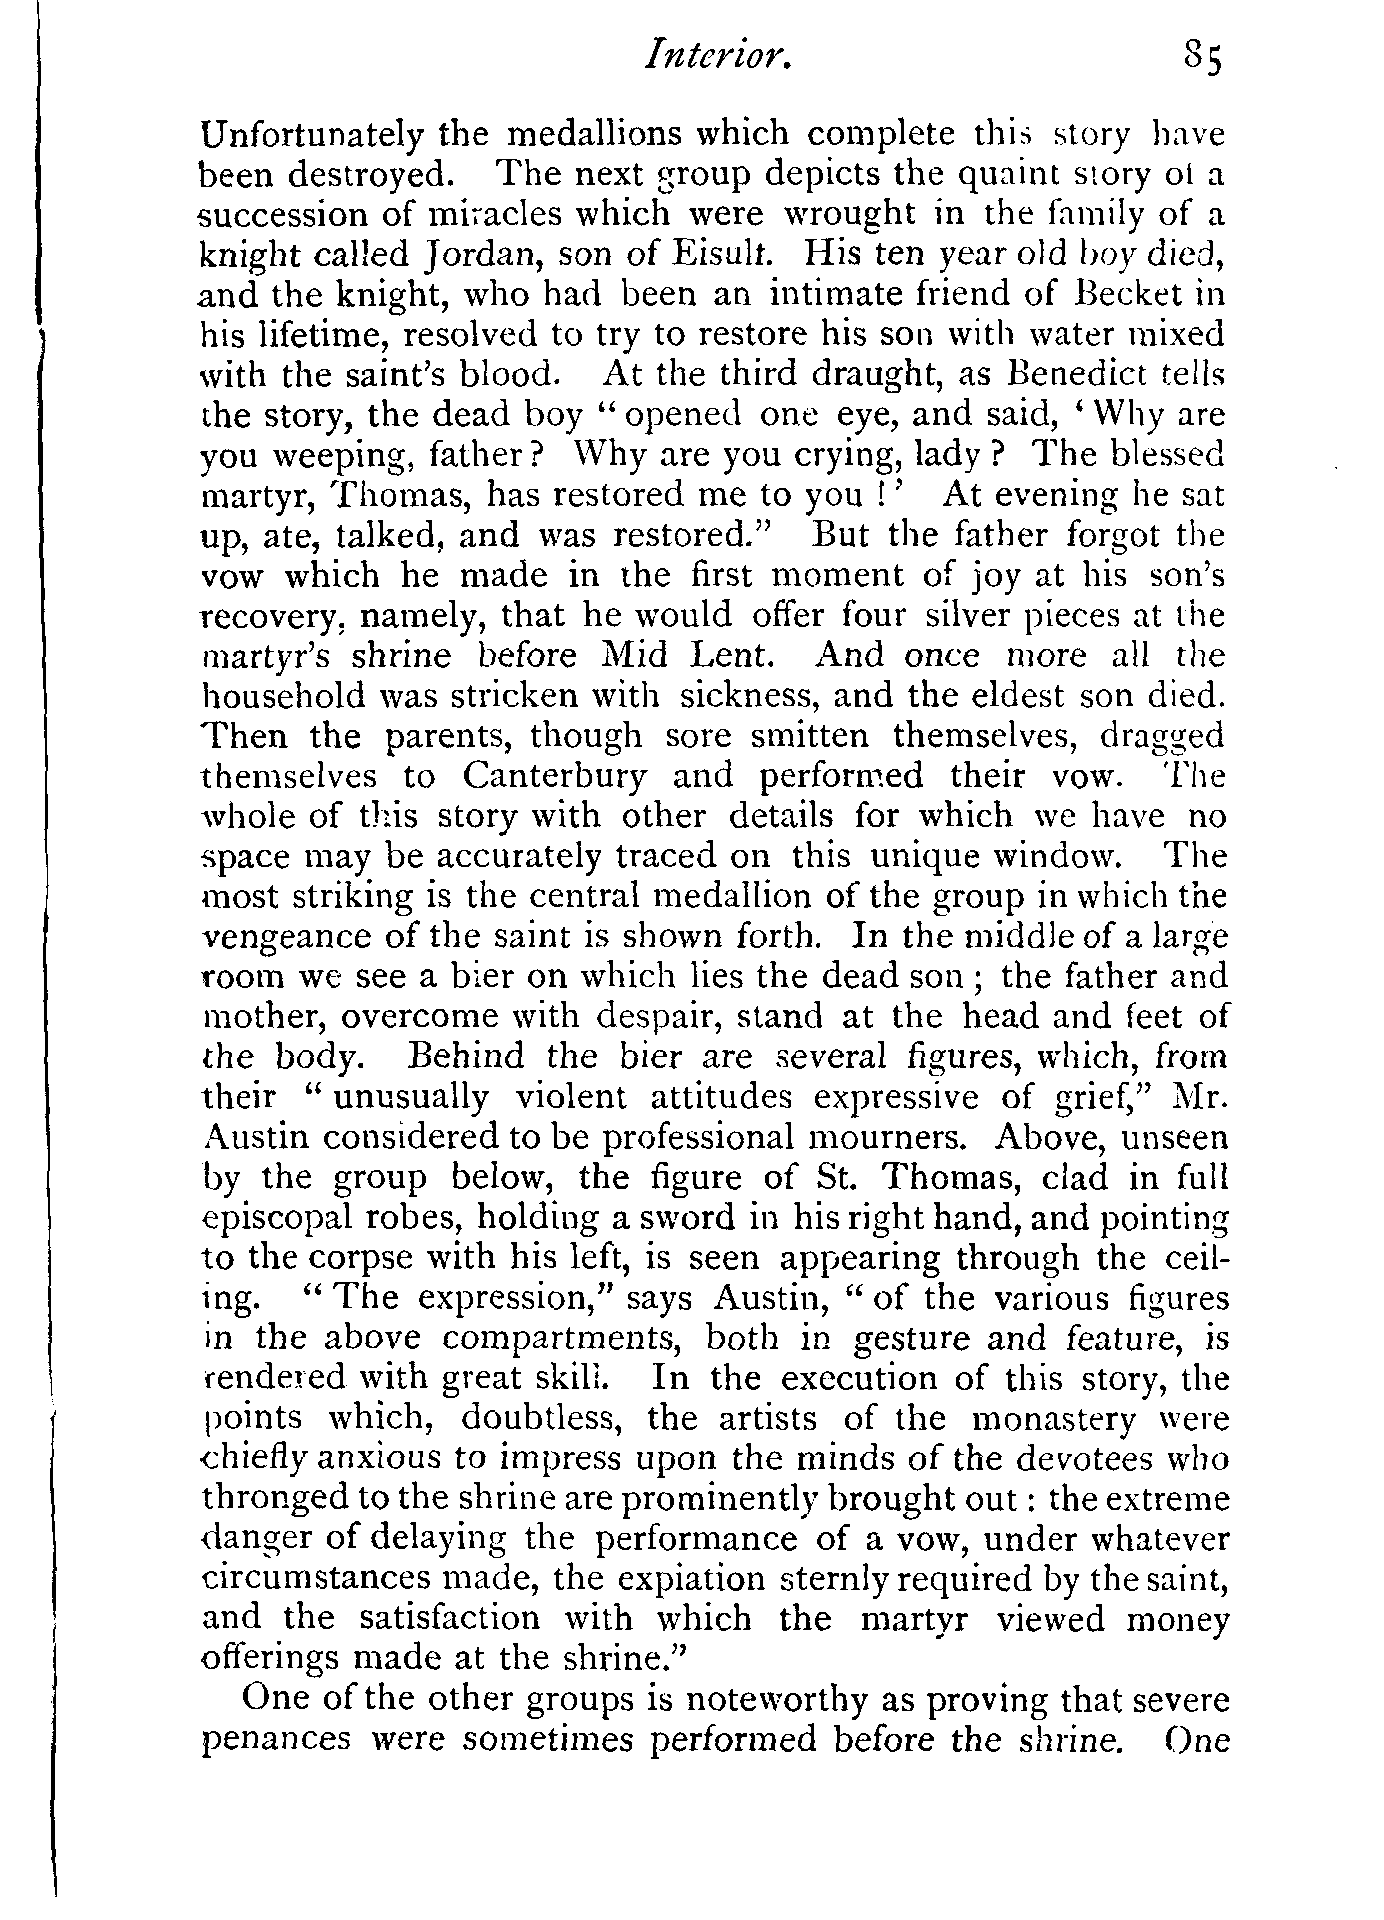 Interior. 85
Unfortunately the medallions which complete this story have
been destroyed. The next group depicts the quaint story of a
succession of miracles which were wrought in the family of a
knight called Jordan, son of Eisult. His ten year old boy died,
and the knight, who had been an intimate friend of Becket in
his lifetime, resolved to try to restore his son with water mixed
with the saint's blood. At the third draught, as Benedict tells
the story, the dead boy “ opened one eye, and said, ‘ Why are
you weeping, father ? Why are you crying, lady ? The blessed
martyr, Thomas, has restored me to you ! ’ At evening he sat
up, ate, talked, and was restored.” But the father forgot the
vow which he made in the first moment of joy at his son's
recovery, namely, that he would offer four silver pieces at the
martyr's shrine before Mid Lent. And once more all the
household was stricken with sickness, and the eldest son died.
Then the parents, though sore smitten themselves, dragged
themselves to Canterbury and performed their vow. The
whole of this story with other details for which we have no
space may be accurately traced on this unique window. The
most striking is the central medallion of the group in which the
vengeance of the saint is shown forth. In the middle of a large
room we see a bier on which lies the dead son ; the father and
mother, overcome with despair, stand at the head and feet of
the body. Behind the bier are several figures, which, from
their “ unusually violent attitudes expressive of grief,” Mr.
Austin considered to be professional mourners. Above, unseen
by the group below, the figure of St. Thomas, clad in full
episcopal robes, holding a sword in his right hand, and pointing
to the corpse with his left, is seen appearing through the ceil-
ing. “ The expression,” says Austin, “ of the various figures
in the above compartments, both in gesture and feature, is
rendered with great skill. In the execution of this story, the
points which, doubtless, the artists of the monastery were
chiefly anxious to impress upon the minds of the devotees who
thronged to the shrine are prominently brought out : the extreme
danger of delaying the performance of a vow, under whatever
circumstances made, the expiation sternly required by the saint,
and the satisfaction with which the martyr viewed money
offerings made at the shrine.”
One of the other groups is noteworthy as proving that severe
penances were sometimes performed before the shrine. One